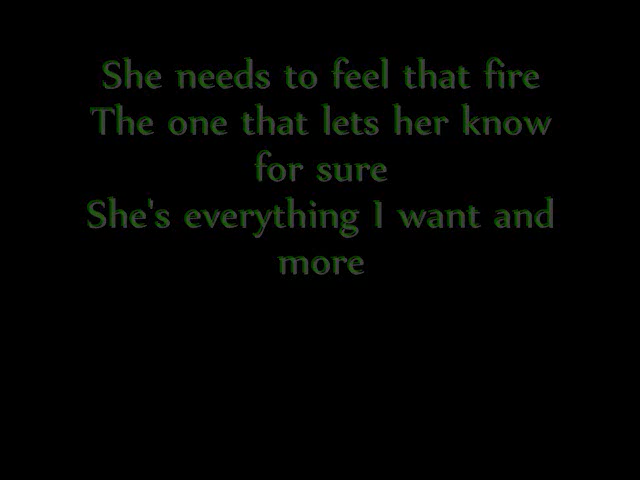 She needs to feel that fire
The one that lets her know
for sure
She's everything I want and
more